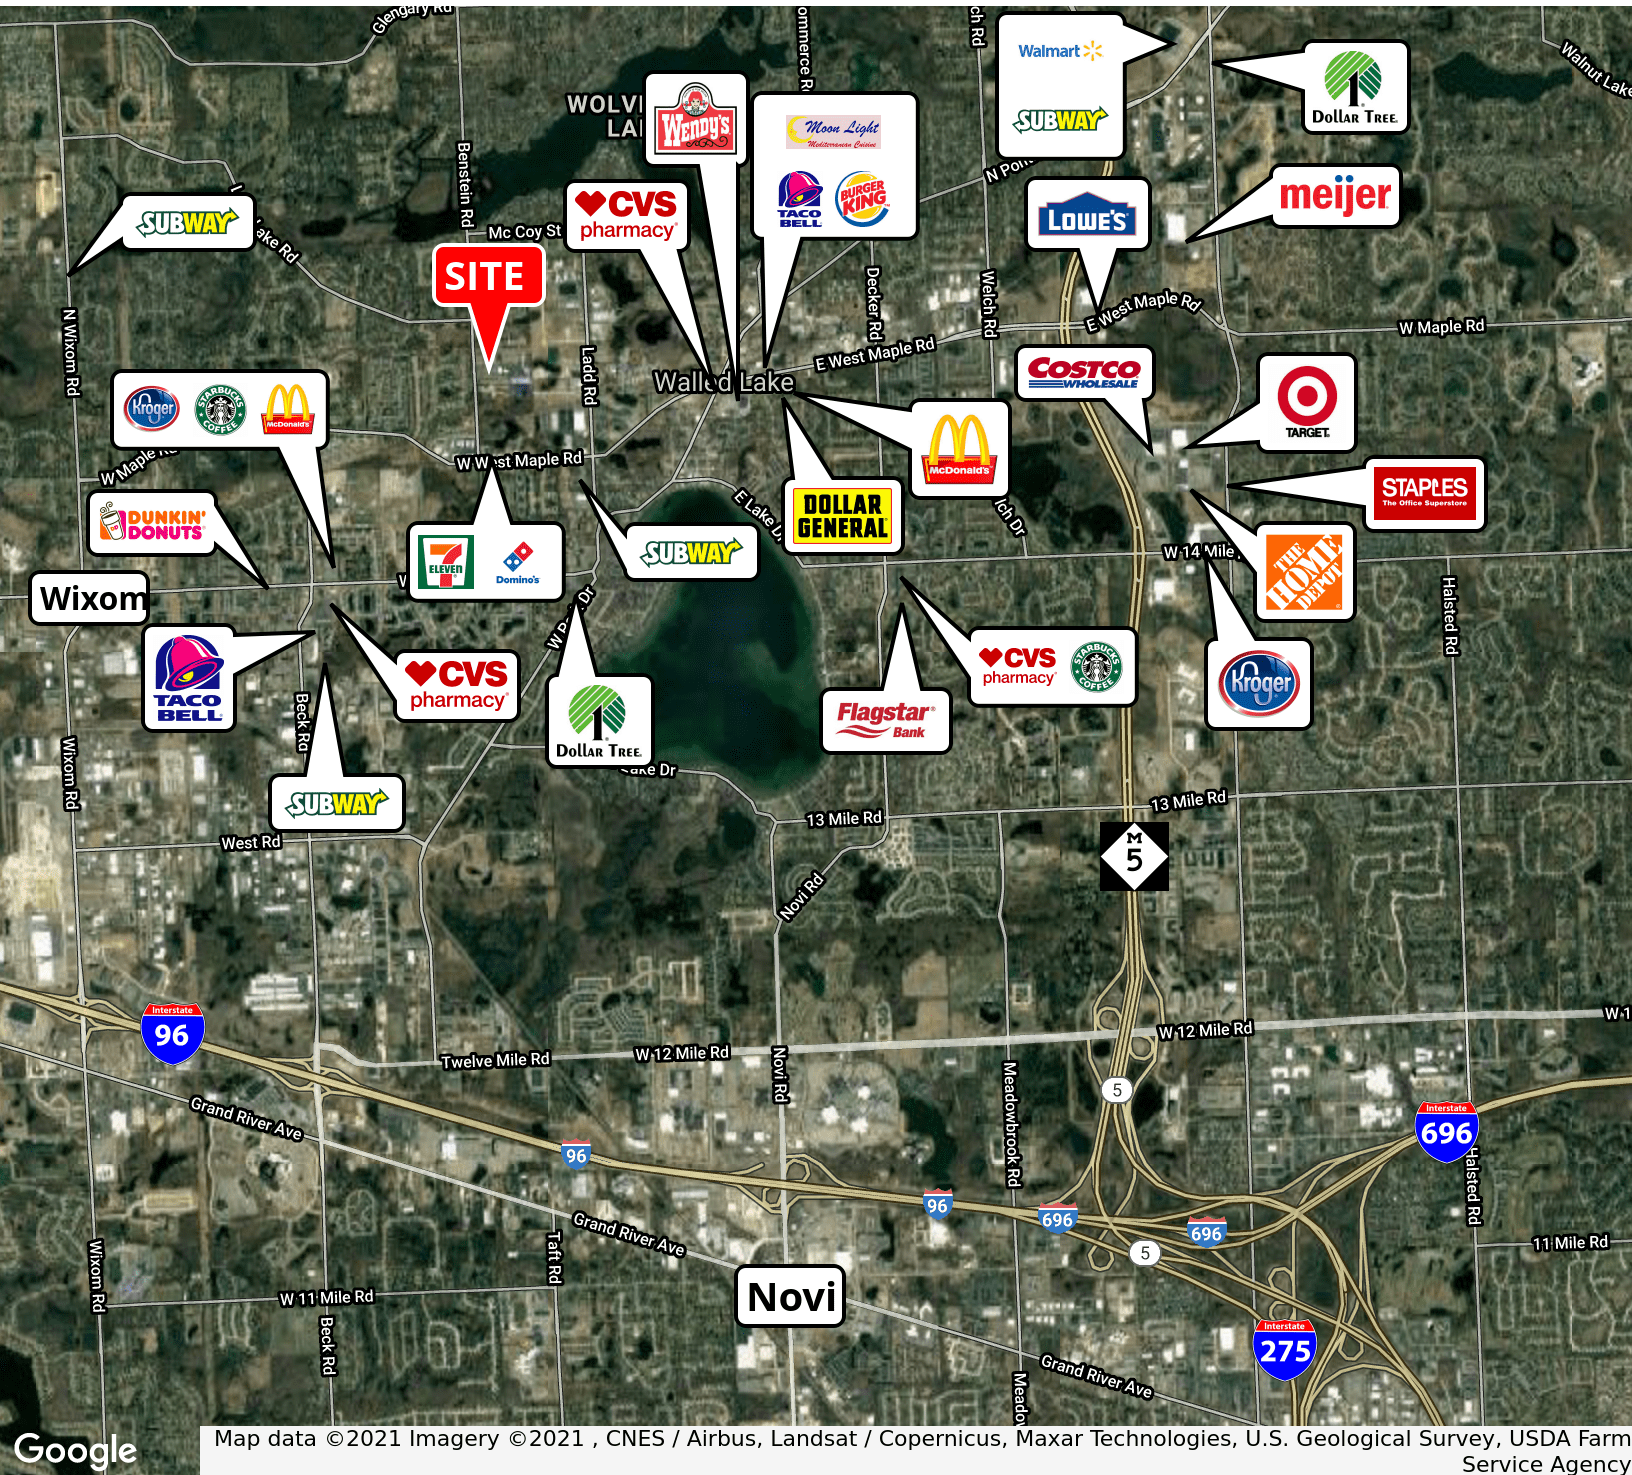 Glengary Rd
Commerce Rd
Walmart
SUBWAY
DOLLAR TREE
Walnut Lake
WOLV
LA
WENDY'S
Moon Light
Mediterranean Cuisine
TACO
BELL
BURGER
KING
N Pon
Benstein Rd
CVS
pharmacy
LOWE'S
meijer
SUBWAY
Lake Rd
Mc Coy St
SITE
N Wixom Rd
Ladd Rd
Decker Rd
Welch Rd
E West Maple Rd
E West Maple Rd
W Maple Rd
Walled Lake
COSTCO
WHOLESALE
TARGET
Kroger
STARBUCKS
COFFEE
McDonald's
McDonald's
W Maple Rd
W West Maple Rd
DUNKIN'
DONUTS
7
ELEVEN
Domino's
SUBWAY
E Lake Dr
DOLLAR
GENERAL
STAPLES
The Office Superstore
W 14 Mile
THE
HOME
DEPOT
Wixom
TACO
BELL
CVS
pharmacy
DOLLAR TREE
Flagstar
Bank
CVS
pharmacy
STARBUCKS
COFFEE
Kroger
Halsted Rd
Beck Rd
Wixom Rd
SUBWAY
Lake Dr
13 Mile Rd
13 Mile Rd
West Rd
M
5
Novi Rd
Interstate
96
Twelve Mile Rd
W 12 Mile Rd
W 12 Mile Rd
W 1
Novi Rd
Meadowbrook Rd
5
Grand River Ave
Interstate
696
96
96
696
696
Halsted Rd
Grand River Ave
5
11 Mile Rd
Wixom Rd
Taft Rd
W 11 Mile Rd
Novi
Beck Rd
Interstate
275
Grand River Ave
Meadow
Google
Map data ©2021 Imagery ©2021 , CNES / Airbus, Landsat / Copernicus, Maxar Technologies, U.S. Geological Survey, USDA Farm
Service Agency